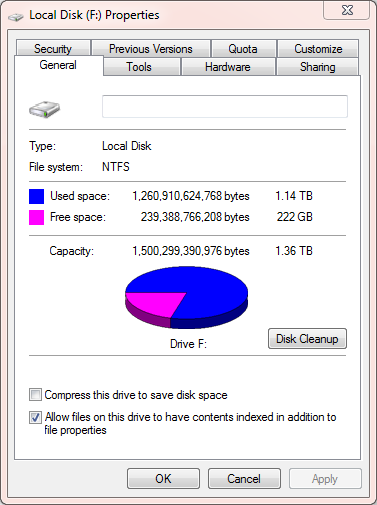 Local Disk (F:) Properties
Security Previous Versions Quota Customize
General Tools Hardware Sharing
Type: Local Disk
File system: NTFS
Used space: 1,260,910,624,768 bytes 1.14 TB
Free space: 239,388,766,208 bytes 222 GB
Capacity: 1,500,299,390,976 bytes 1.36 TB
Drive F:
Disk Cleanup
Compress this drive to save disk space
Allow files on this drive to have contents indexed in addition to
file properties
OK Cancel Apply